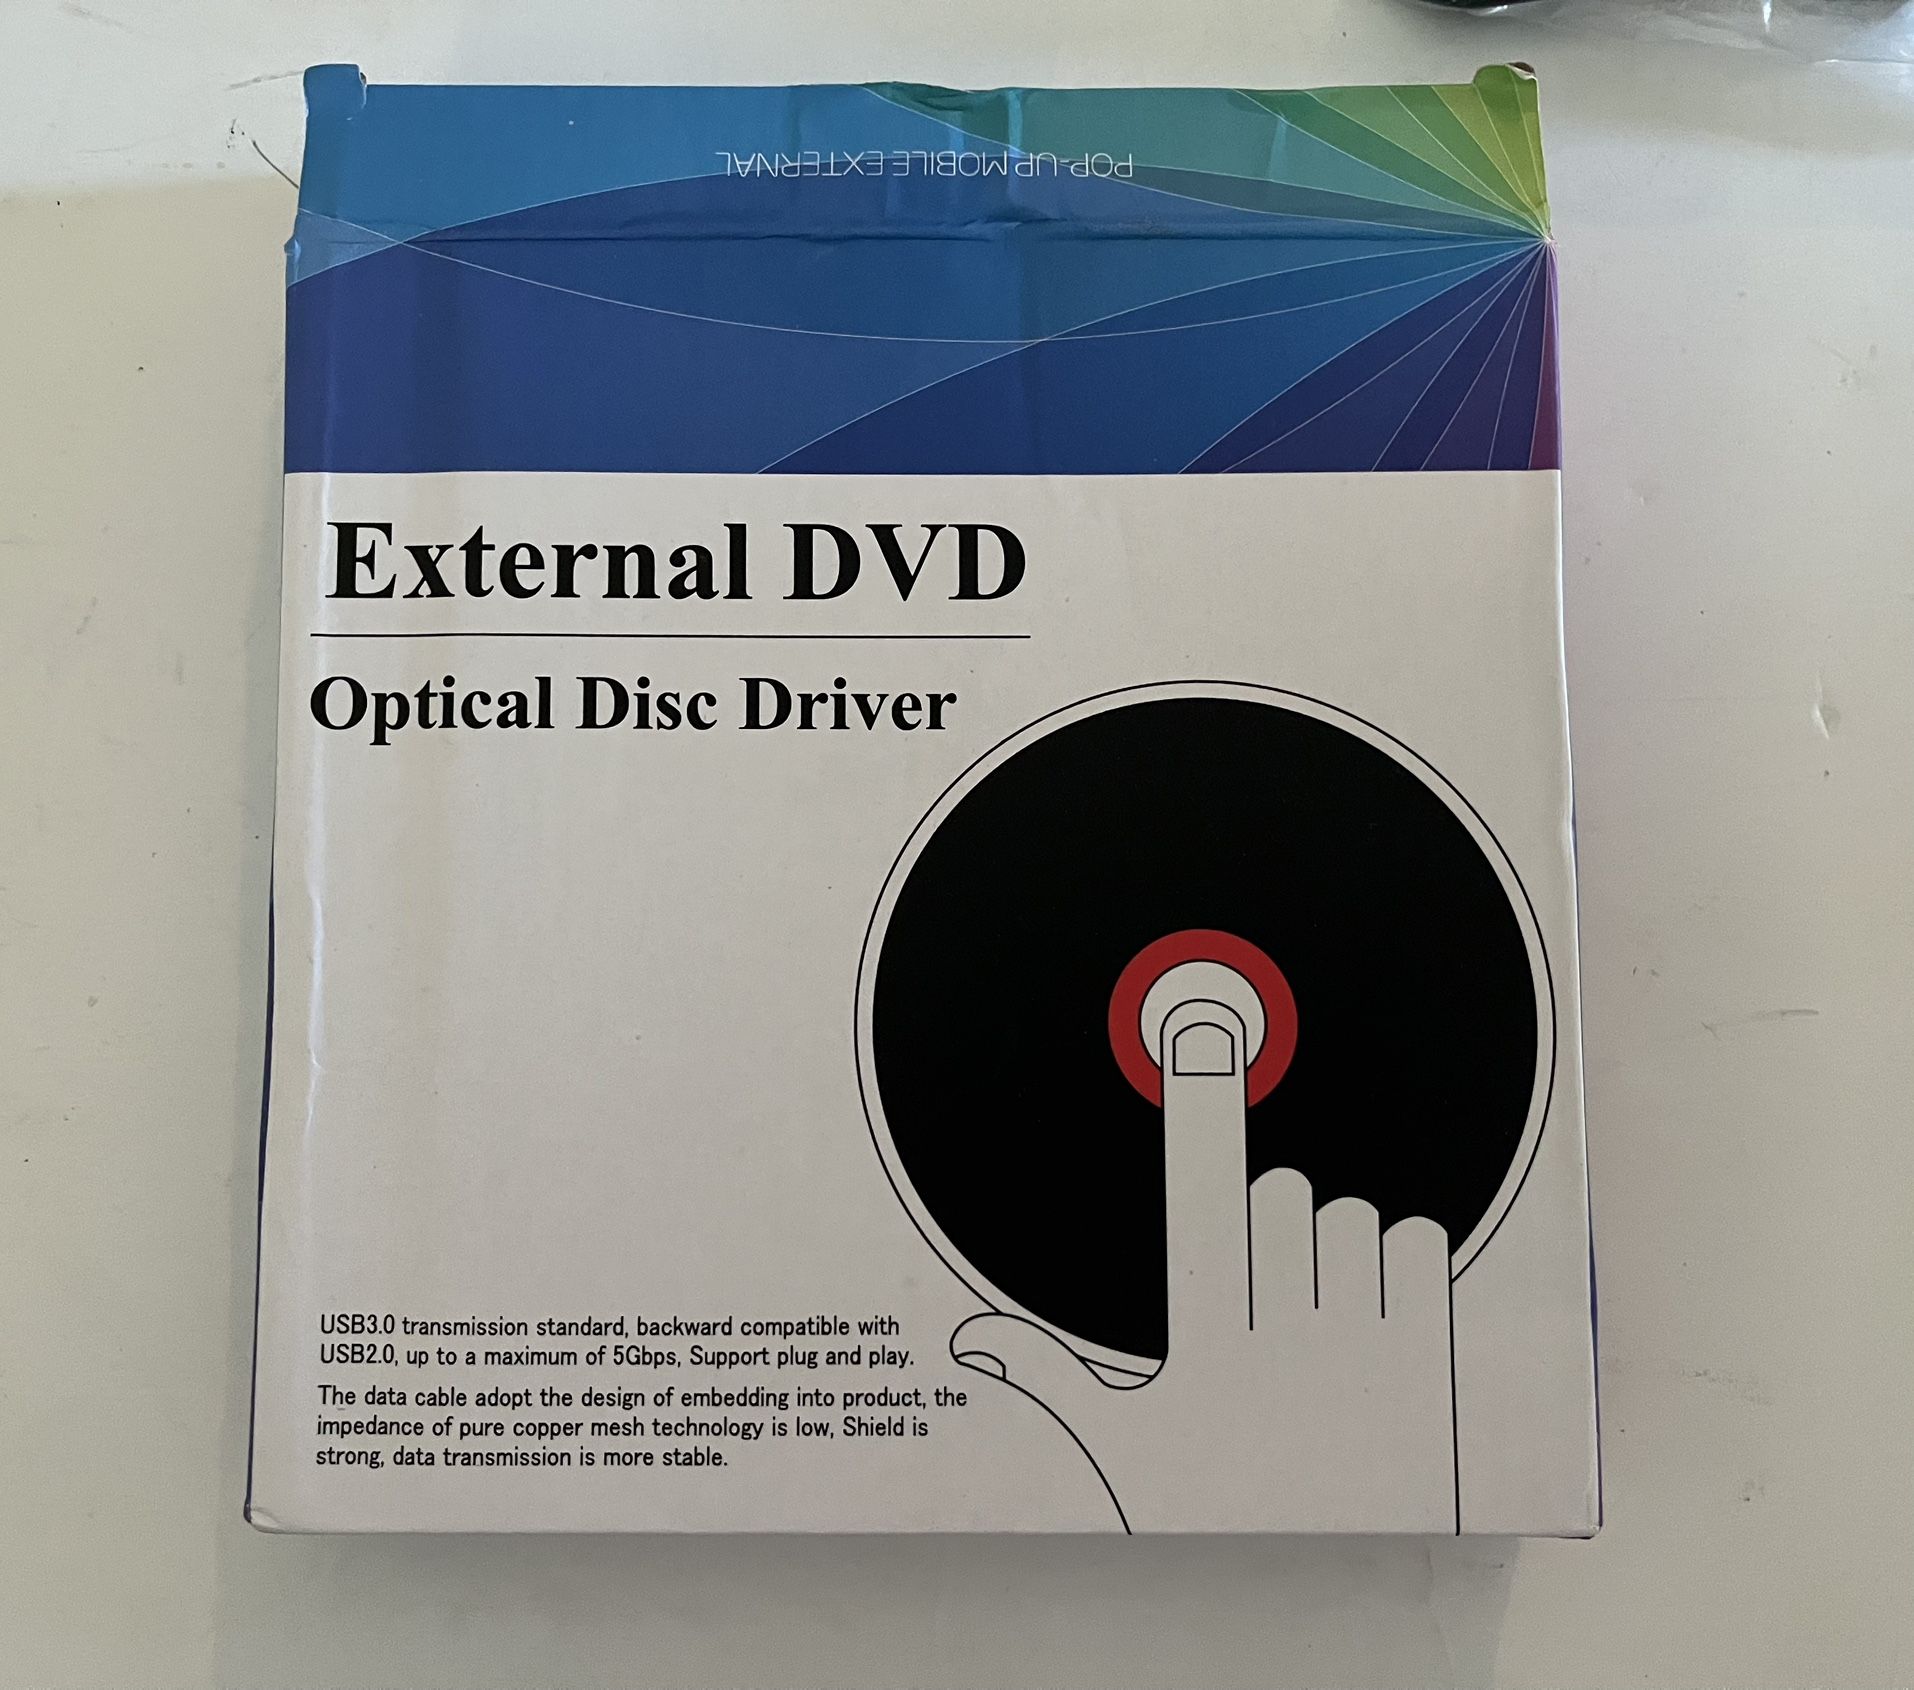 POP-UP MOBILE EXTERNAL
External DVD
Optical Disc Driver
USB3.0 transmission standard, backward compatible with
USB2.0, up to a maximum of 5Gbps, Support plug and play.
The data cable adopt the design of embedding into product, the
impedance of pure copper mesh technology is low, Shield is
strong, data transmission is more stable.